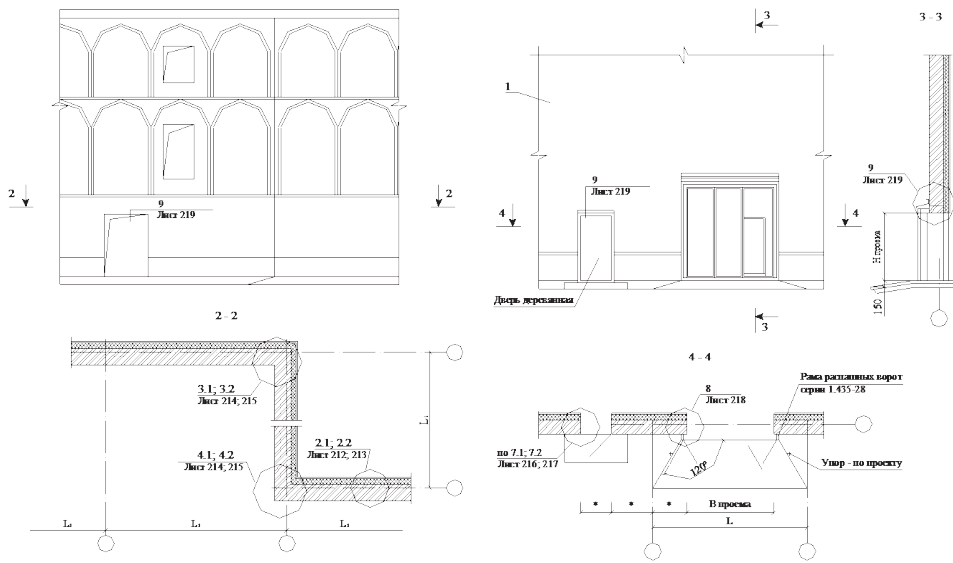 2
2
9
Лист 219
3
3 - 3
1
9
Лист 219
4
4
Дверь деревянная
3
9
Лист 219
Н проема
150
2 - 2
3.1; 3.2
Лист 214; 215
4.1; 4.2
Лист 214; 215
2.1; 2.2
Лист 212; 213
L₁
L₁
L₁
L₁
4 - 4
8
Лист 218
Рама распашных ворот
серии 1.435-28
по 7.1; 7.2
Лист 216; 217
120°
Упор - по проекту
*
*
*
В проема
L